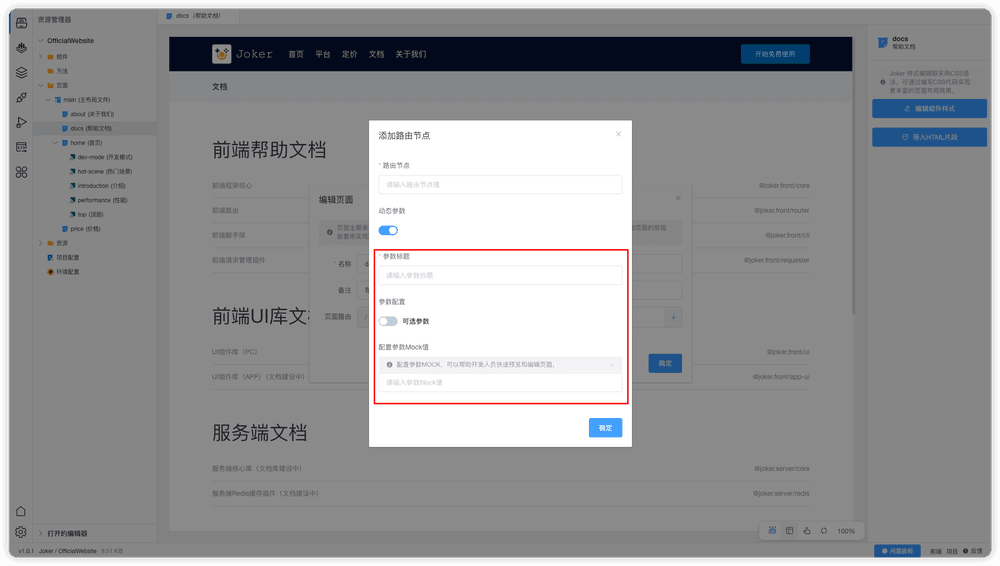 资源管理器
docs (帮助文档)
OfficialWebsite
组件
方法
页面
main (主布局文件)
about (关于我们)
docs (帮助文档)
home (首页)
dev-mode (开发模式)
hot-scene (热门场景)
introduction (介绍)
performance (性能)
top (顶部)
price (价格)
资源
项目配置
环境配置
打开的编辑器
Joker
首页
平台
定价
文档
关于我们
开始免费使用
文档
前端帮助文档
前端框架核心
@joker.front/core
前端路由
@joker.front/router
前端脚手架
前端请求管理插件
@joker.front/requester
前端UI库文
UI组件库（PC）
@joker.front/ui
UI组件库（APP）（文档建设中）
@joker.front/app-ui
服务端文档
服务端核心库（文档库建设中）
@joker.server/core
服务端Redis缓存插件（文档建设中）
@joker.server/redis
编辑页面
* 名称
备注
页面路由
/
+
确定
添加路由节点
* 路由节点
请输入路由节点值
动态参数
* 参数标题
请输入参数标题
参数配置
可选参数
配置参数Mock值
配置参数MOCK，可以帮助开发人员快速预览和编辑页面。
请输入参数Mock值
确定
docs
帮助文档
Joker 样式编辑取采用CSS语法，可通过编写CSS代码实现更丰富的页面布局效果。
编辑组件样式
导入HTML片段
100%
v1.0.1
Joker / OfficialWebsite
8.51 KiB
问题面板
前端
项目
反馈